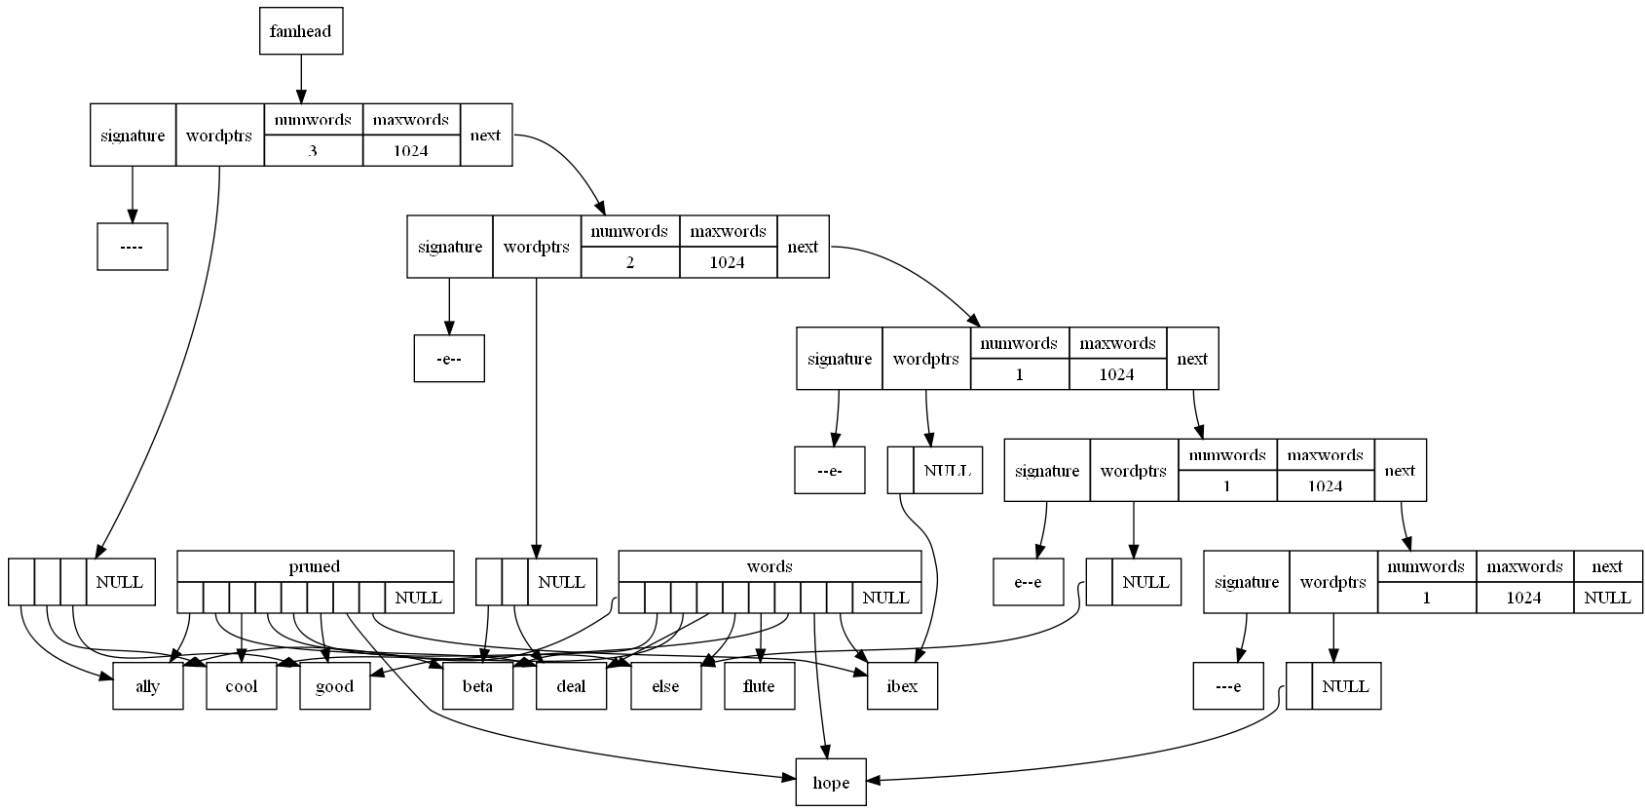 famhead
signature wordptrs numwords maxwords next
3 1024
----
signature wordptrs numwords maxwords next
2 1024
-e--
signature wordptrs numwords maxwords next
1 1024
--e- NULL
signature wordptrs numwords maxwords next
1 1024
NULL pruned NULL words e--e NULL signature wordptrs numwords maxwords next
NULL NULL 1 1024 NULL
ally cool good beta deal else flute ibex ---e NULL
hope